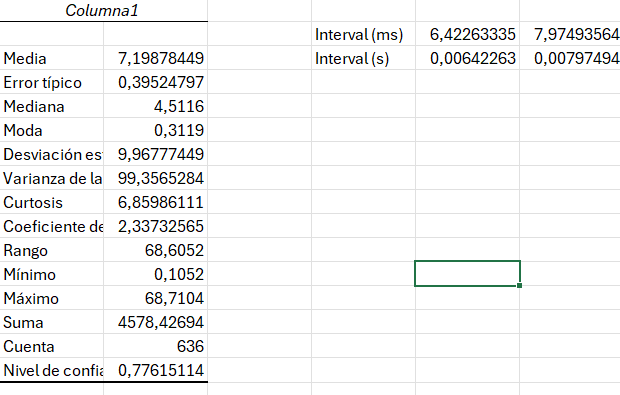 Columna1
Interval (ms) 6,42263335 7,97493564
Media 7,19878449 Interval (s) 0,00642263 0,00797494
Error típico 0,39524797
Mediana 4,5116
Moda 0,3119
Desviación es 9,96777449
Varianza de la 99,3565284
Curtosis 6,85986111
Coeficiente de 2,33732565
Rango 68,6052
Mínimo 0,1052
Máximo 68,7104
Suma 4578,42694
Cuenta 636
Nivel de confia 0,77615114